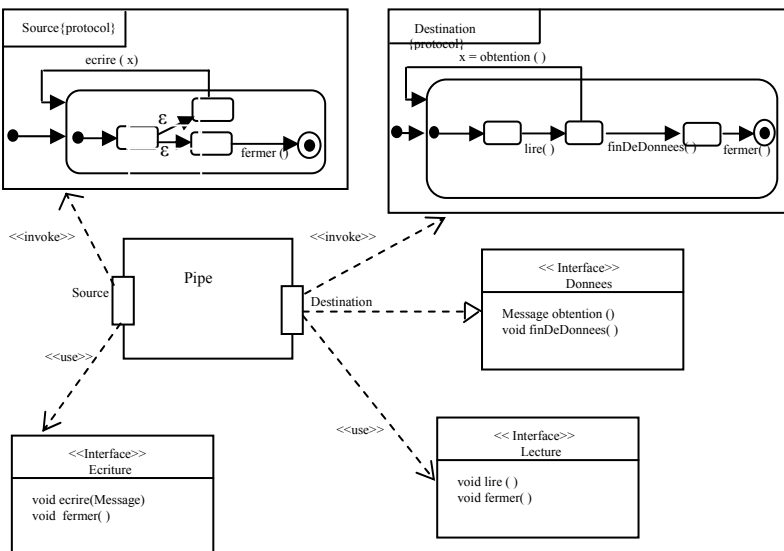 Source{protocol}
ecrire ( x)
ε
ε
fermer ()
Destination
{protocol}
x = obtention ( )
lire( )
finDeDonnees( )
fermer( )
<<invoke>>
<<invoke>>
Pipe
Source
Destination
<< Interface>>
Donnees
Message obtention ()
void finDeDonnees( )
<<use>>
<<use>>
<<Interface>>
Ecriture
void ecrire(Message)
void fermer( )
<< Interface>>
Lecture
void lire ( )
void fermer( )